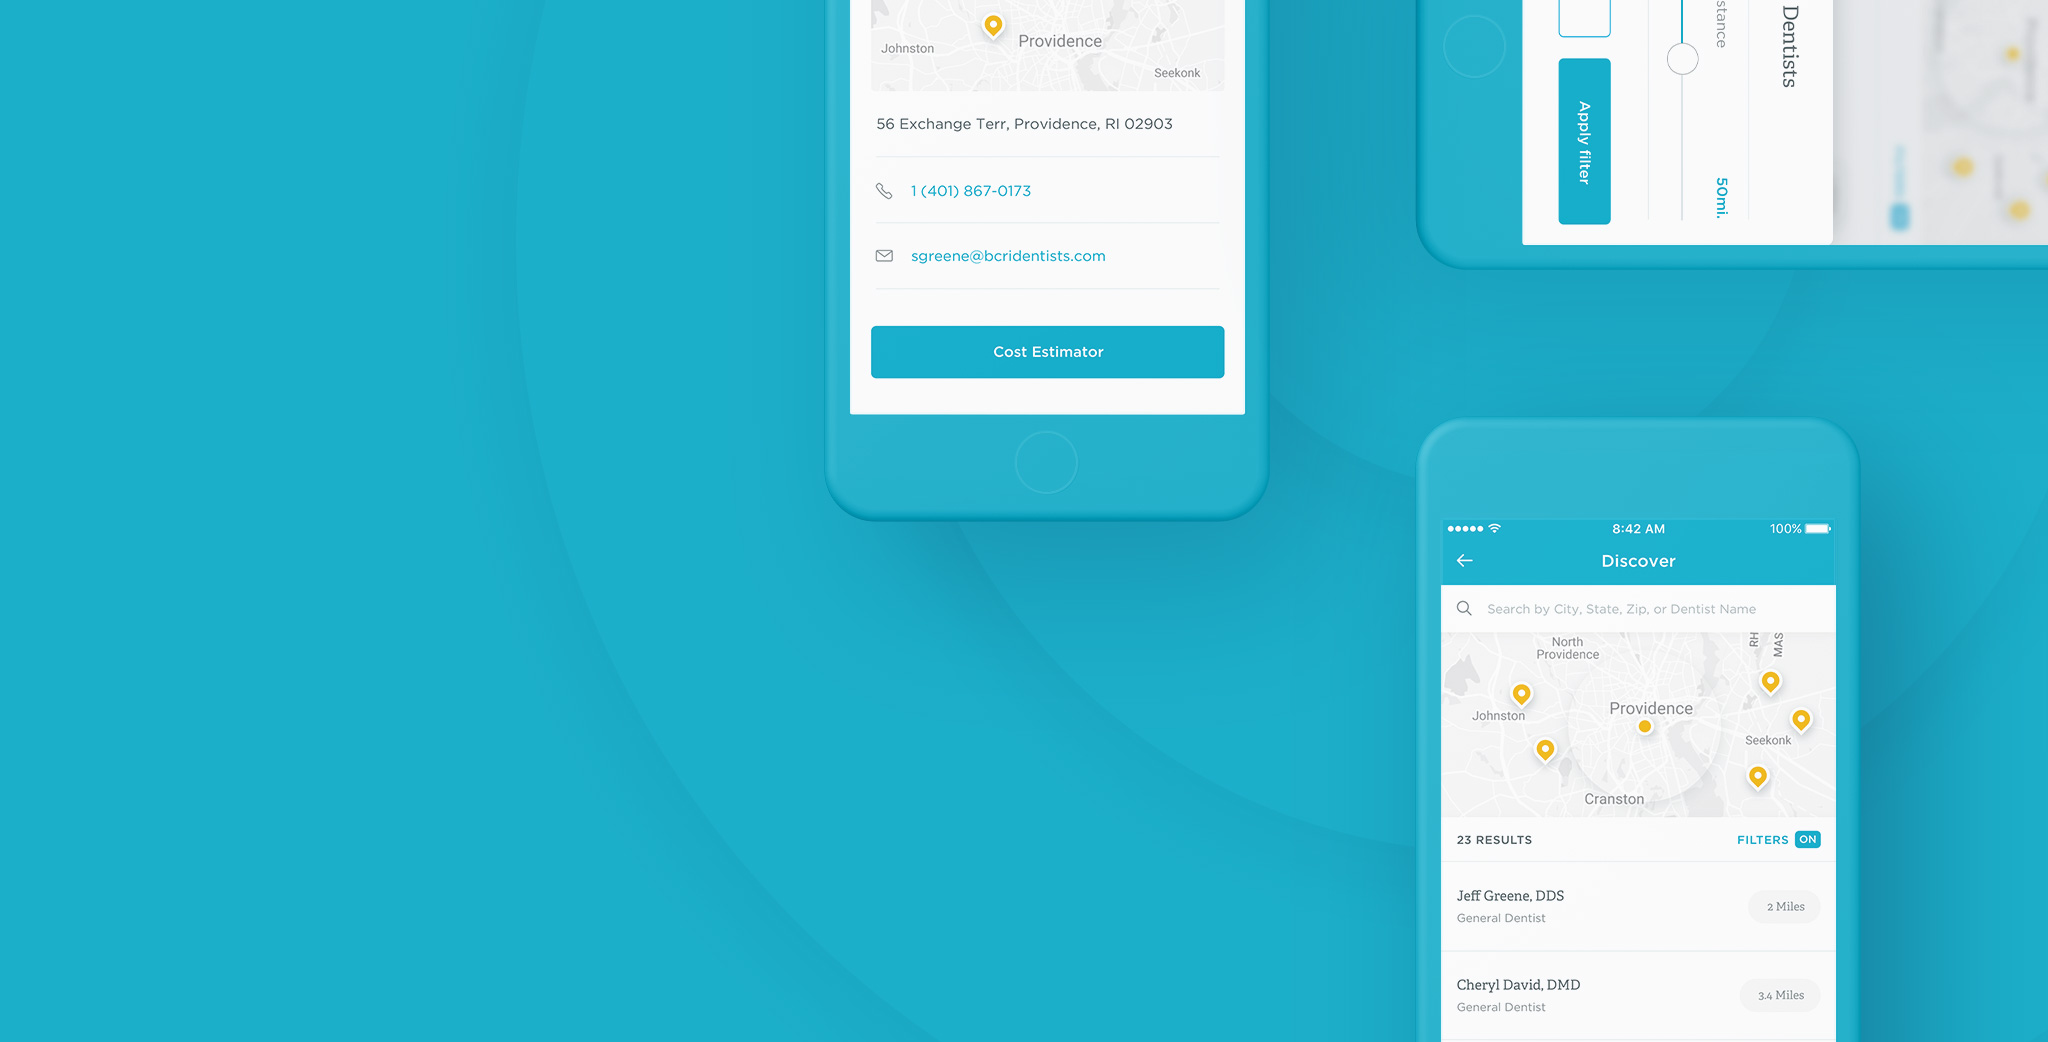 Johnston
Providence
Seekonk
56 Exchange Terr, Providence, RI 02903
1 (401) 867-0173
sgreene@bcridentists.com
Cost Estimator
Dentists
stance
50mi.
Apply filter
8:42 AM
100%
Discover
Search by City, State, Zip, or Dentist Name
North
Providence
RH
MAS
Johnston
Providence
Seekonk
Cranston
23 RESULTS
FILTERS ON
Jeff Greene, DDS
General Dentist
2 Miles
Cheryl David, DMD
General Dentist
3.4 Miles